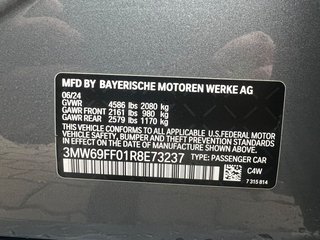 MFD BY BAYERISCHE MOTOREN WERKE AG
06/24
GVWR 4586 lbs 2080 kg
GAWR FRONT 2161 lbs 980 kg
GAWR REAR 2579 lbs 1170 kg
THIS VEHICLE CONFORMS TO ALL APPLICABLE U.S.FEDERAL MOTOR
VEHICLE SAFETY, BUMPER, AND THEFT PREVENTION STANDARDS
IN EFFECT ON THE DATE OF MANUFACTURE SHOWN ABOVE.
3MW69FF01R8E73237 TYPE: PASSENGER CAR
C4W
7 315 814